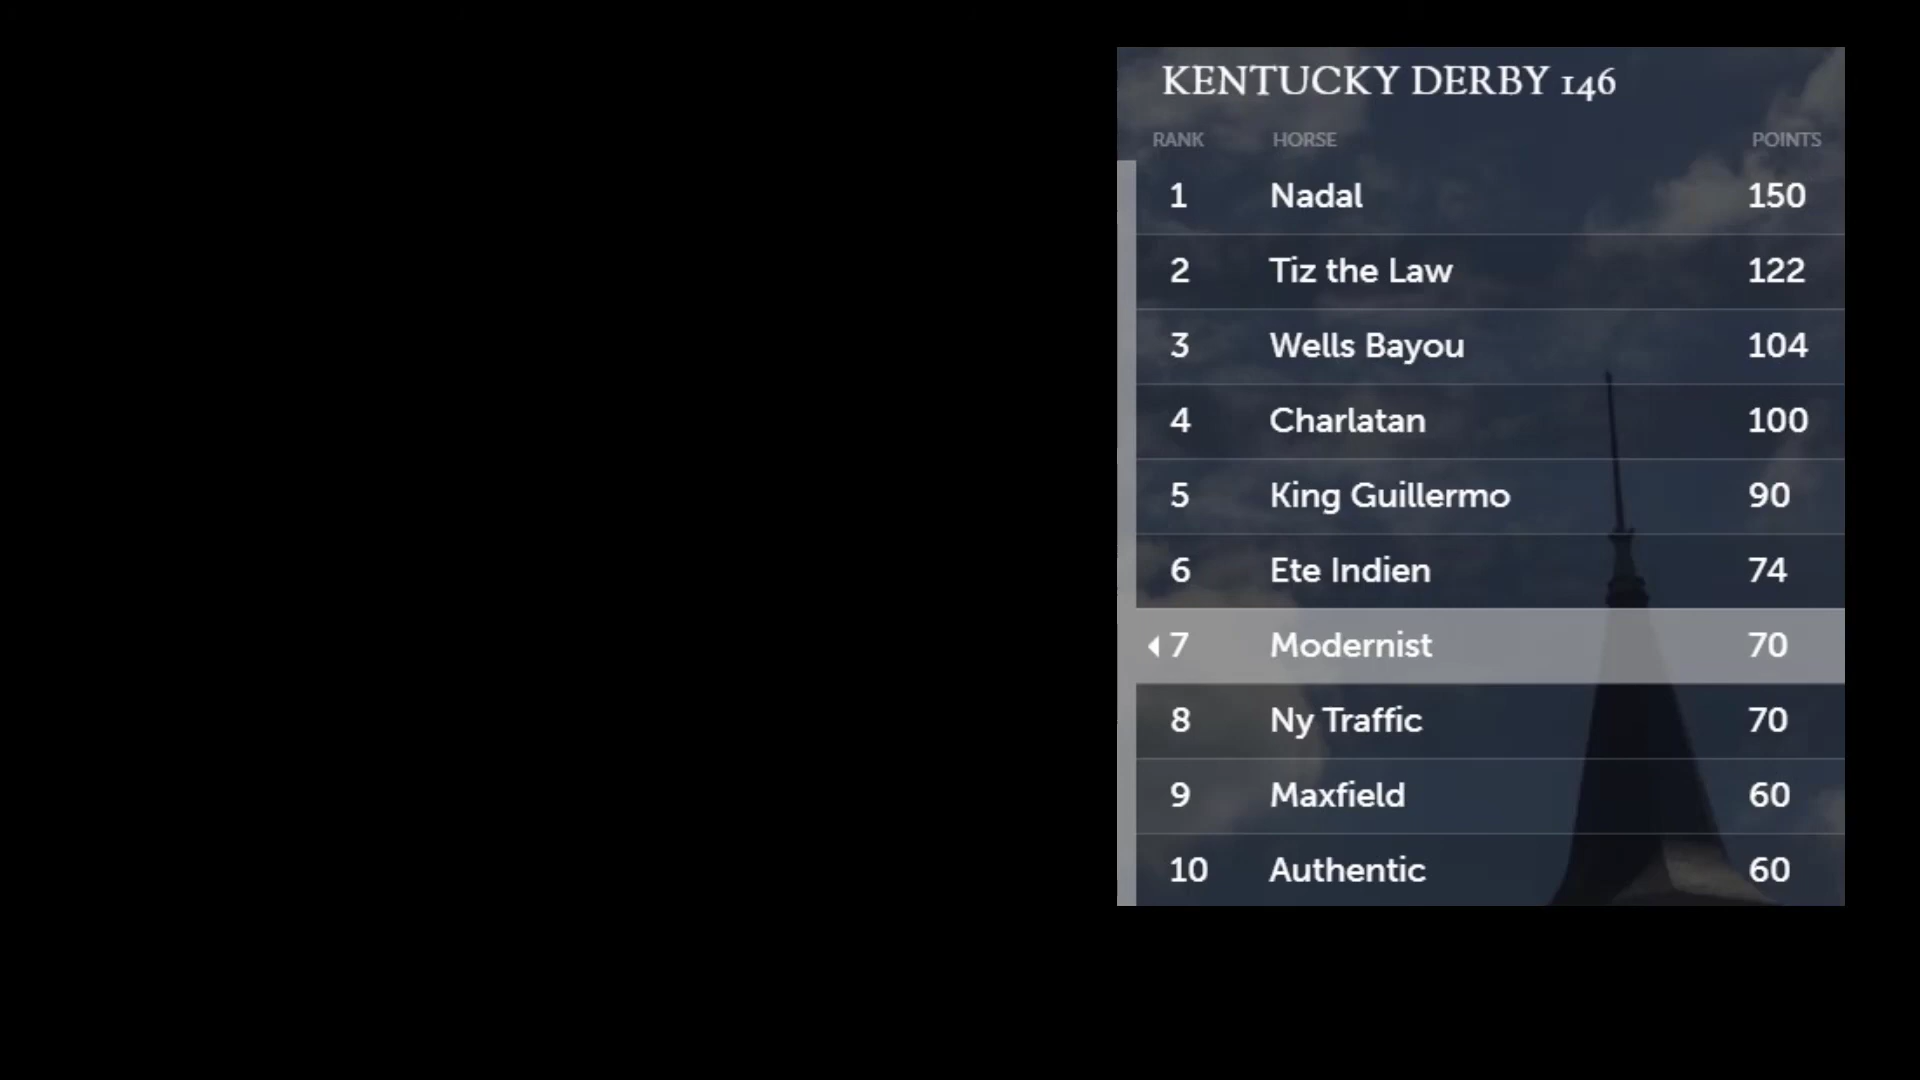 KENTUCKY DERBY 146
RANK HORSE POINTS
1 Nadal 150
2 Tiz the Law 122
3 Wells Bayou 104
4 Charlatan 100
5 King Guillermo 90
6 Ete Indien 74
7 Modernist 70
8 Ny Traffic 70
9 Maxfield 60
10 Authentic 60